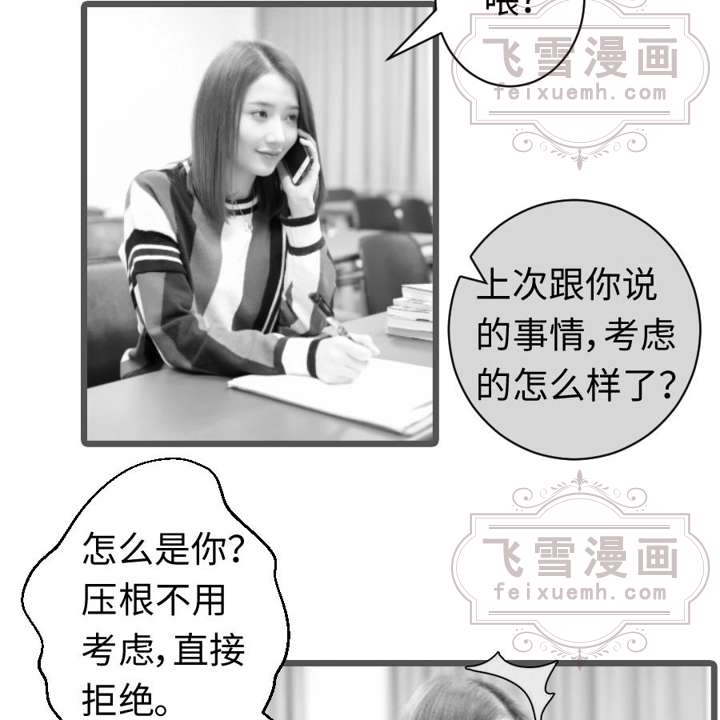 喂？
飞雪漫画
feixuemh.com
上次跟你说
的事情，考虑
的怎么样了？
飞雪漫画
feixuemh.com
怎么是你？
压根不用
考虑，直接
拒绝。